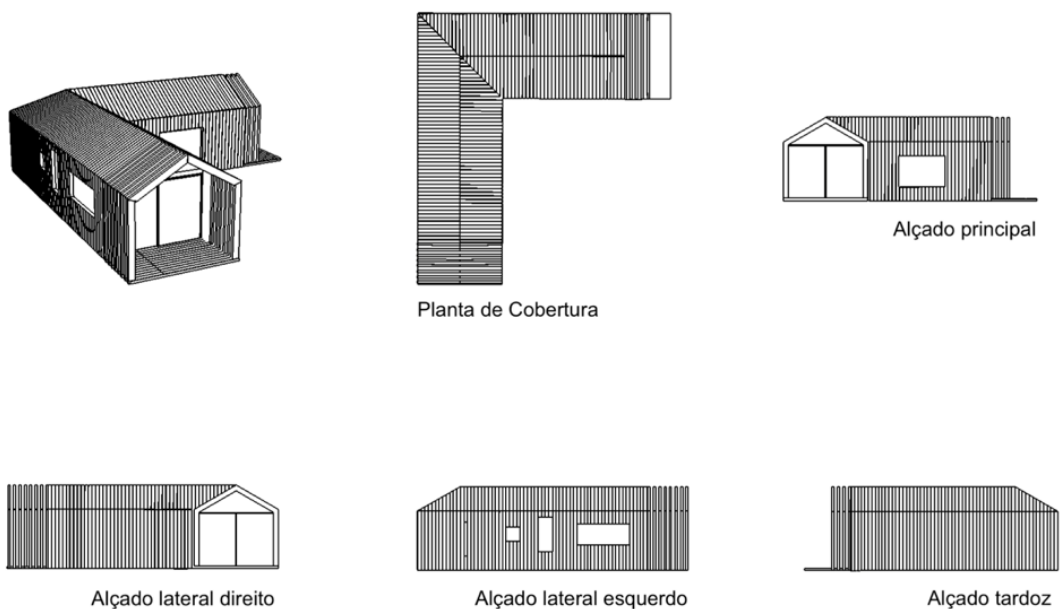 Planta de Cobertura
Alçado principal
Alçado lateral direito
Alçado lateral esquerdo
Alçado tardoz